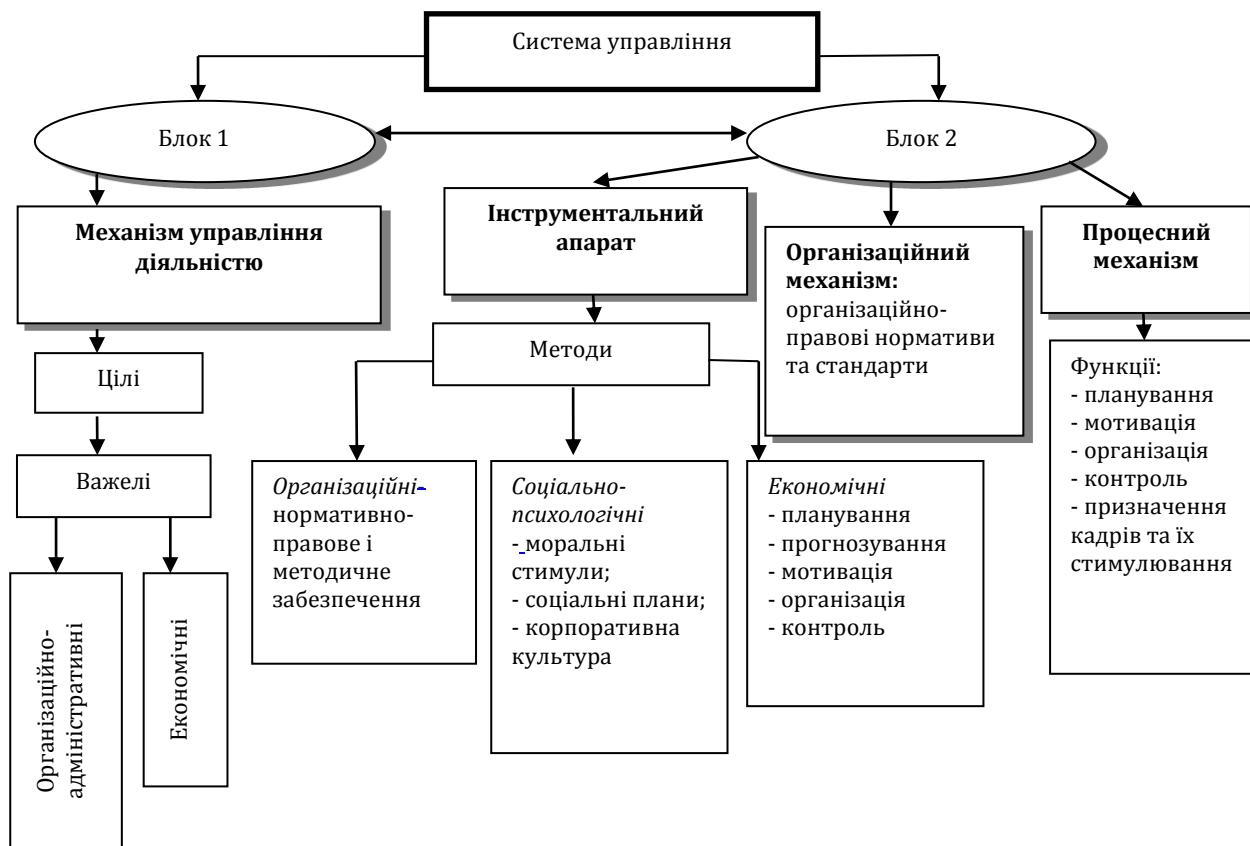 Система управління
Блок 1
Блок 2
Механізм управління
діяльністю
Інструментальний
апарат
Організаційний
механізм:
організаційно-
правові нормативи
та стандарти
Процесний
механізм
Цілі
Методи
Функції:
- планування
- мотивація
- організація
- контроль
- призначення
кадрів та їх
стимулювання
Важелі
Організаційно-
адміністративні
Економічні
Організаційні-
нормативно-
правове і
методичне
забезпечення
Соціально-
психологічні
- моральні
стимули;
- соціальні плани;
- корпоративна
культура
Економічні
- планування
- прогнозування
- мотивація
- організація
- контроль